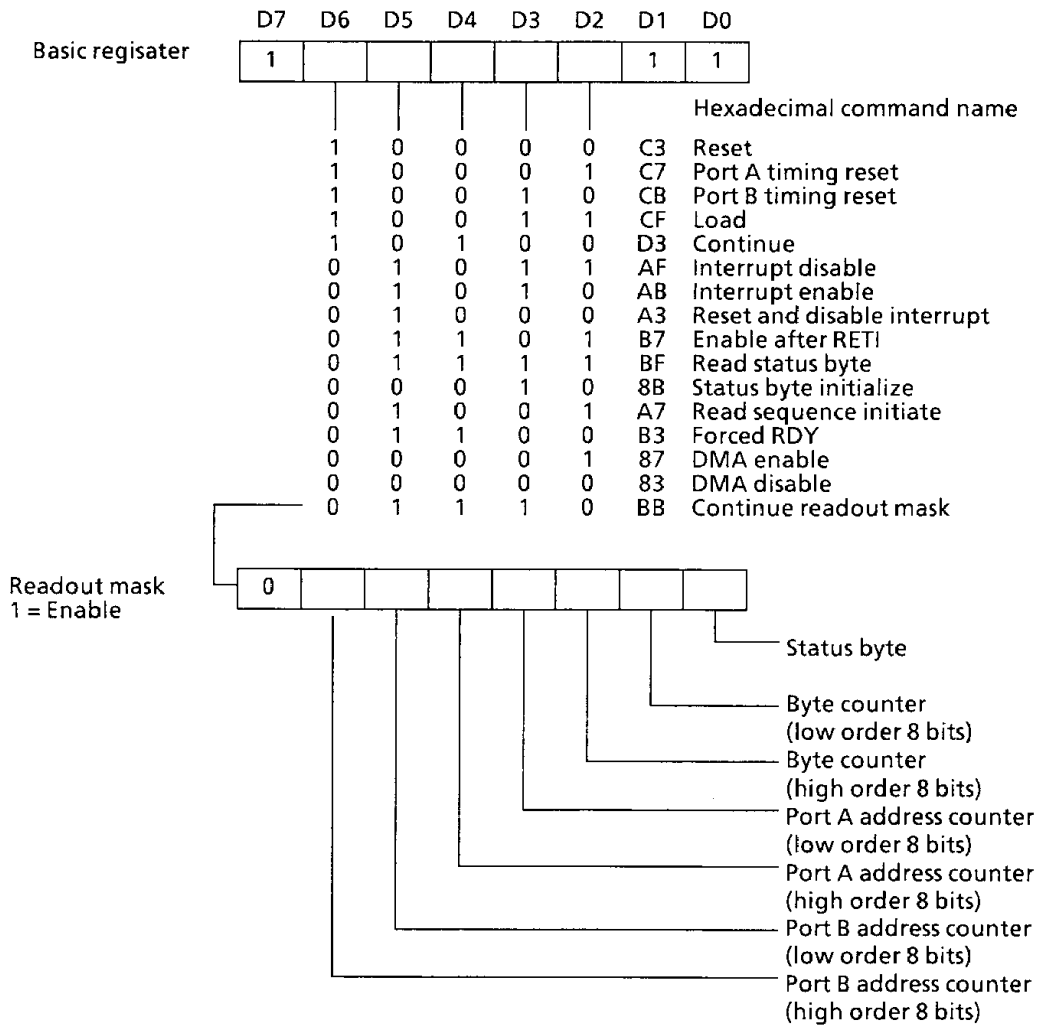 D7 D6 D5 D4 D3 D2 D1 D0
Basic regisater
1 1 1
Hexadecimal command name
1 0 0 0 0 C3 Reset
1 0 0 0 1 C7 Port A timing reset
1 0 0 1 0 CB Port B timing reset
1 0 0 1 1 CF Load
1 0 1 0 0 D3 Continue
0 1 0 1 1 AF Interrupt disable
0 1 0 1 0 AB Interrupt enable
0 1 0 0 0 A3 Reset and disable interrupt
0 1 1 0 1 B7 Enable after RETI
0 1 1 1 1 BF Read status byte
0 0 0 1 0 8B Status byte initialize
0 1 0 0 1 A7 Read sequence initiate
0 1 1 0 0 B3 Forced RDY
0 0 0 0 1 87 DMA enable
0 0 0 0 0 83 DMA disable
0 1 1 1 0 BB Continue readout mask
Readout mask
1 = Enable
0
Status byte
Byte counter
(low order 8 bits)
Byte counter
(high order 8 bits)
Port A address counter
(low order 8 bits)
Port A address counter
(high order 8 bits)
Port B address counter
(low order 8 bits)
Port B address counter
(high order 8 bits)